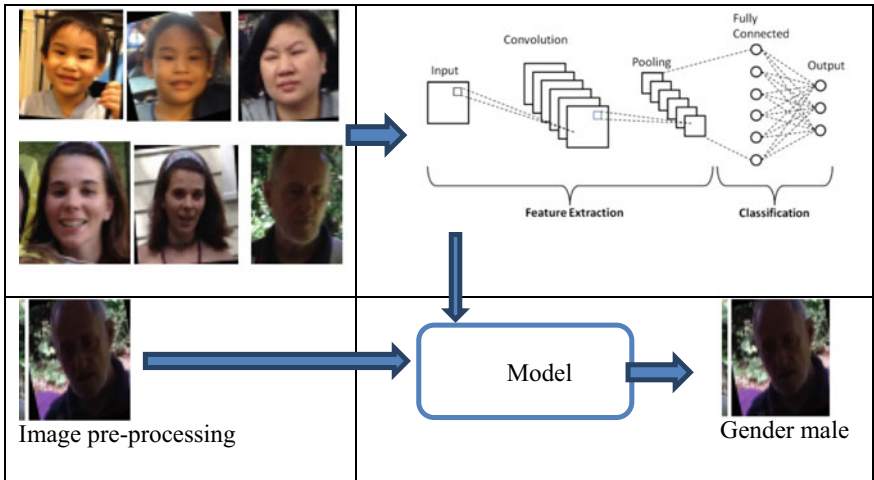 Input
Convolution
Pooling
Fully
Connected
Output
Feature Extraction
Classification
Model
Image pre-processing
Gender male